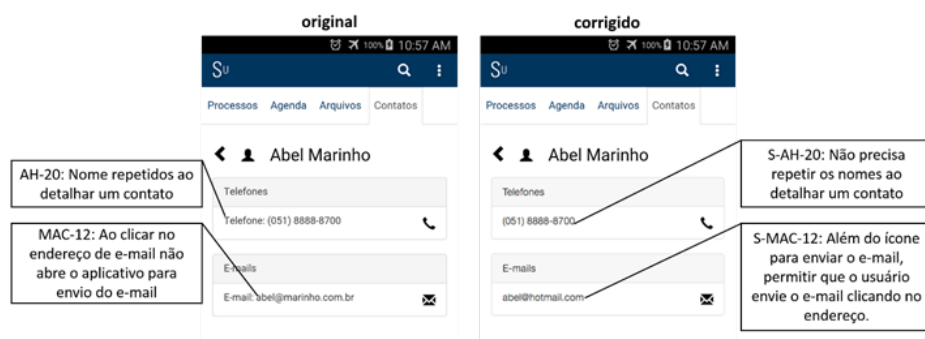 original
corrigido
100% 10:57 AM
100% 10:57 AM
SU
SU
Processos Agenda Arquivos Contatos
Processos Agenda Arquivos Contatos
Abel Marinho
Abel Marinho
AH-20: Nome repetidos ao
detalhar um contato
Telefones
Telefone: (051) 8888-8700
MAC-12: Ao clicar no
endereço de e-mail não
abre o aplicativo para
envio do e-mail
E-mails
E-mail: abel@marinho.com.br
Telefones
(051) 8888-8700
E-mails
abel@hotmail.com
S-AH-20: Não precisa
repetir os nomes ao
detalhar um contato
S-MAC-12: Além do ícone
para enviar o e-mail,
permitir que o usuário
envie o e-mail clicando no
endereço.